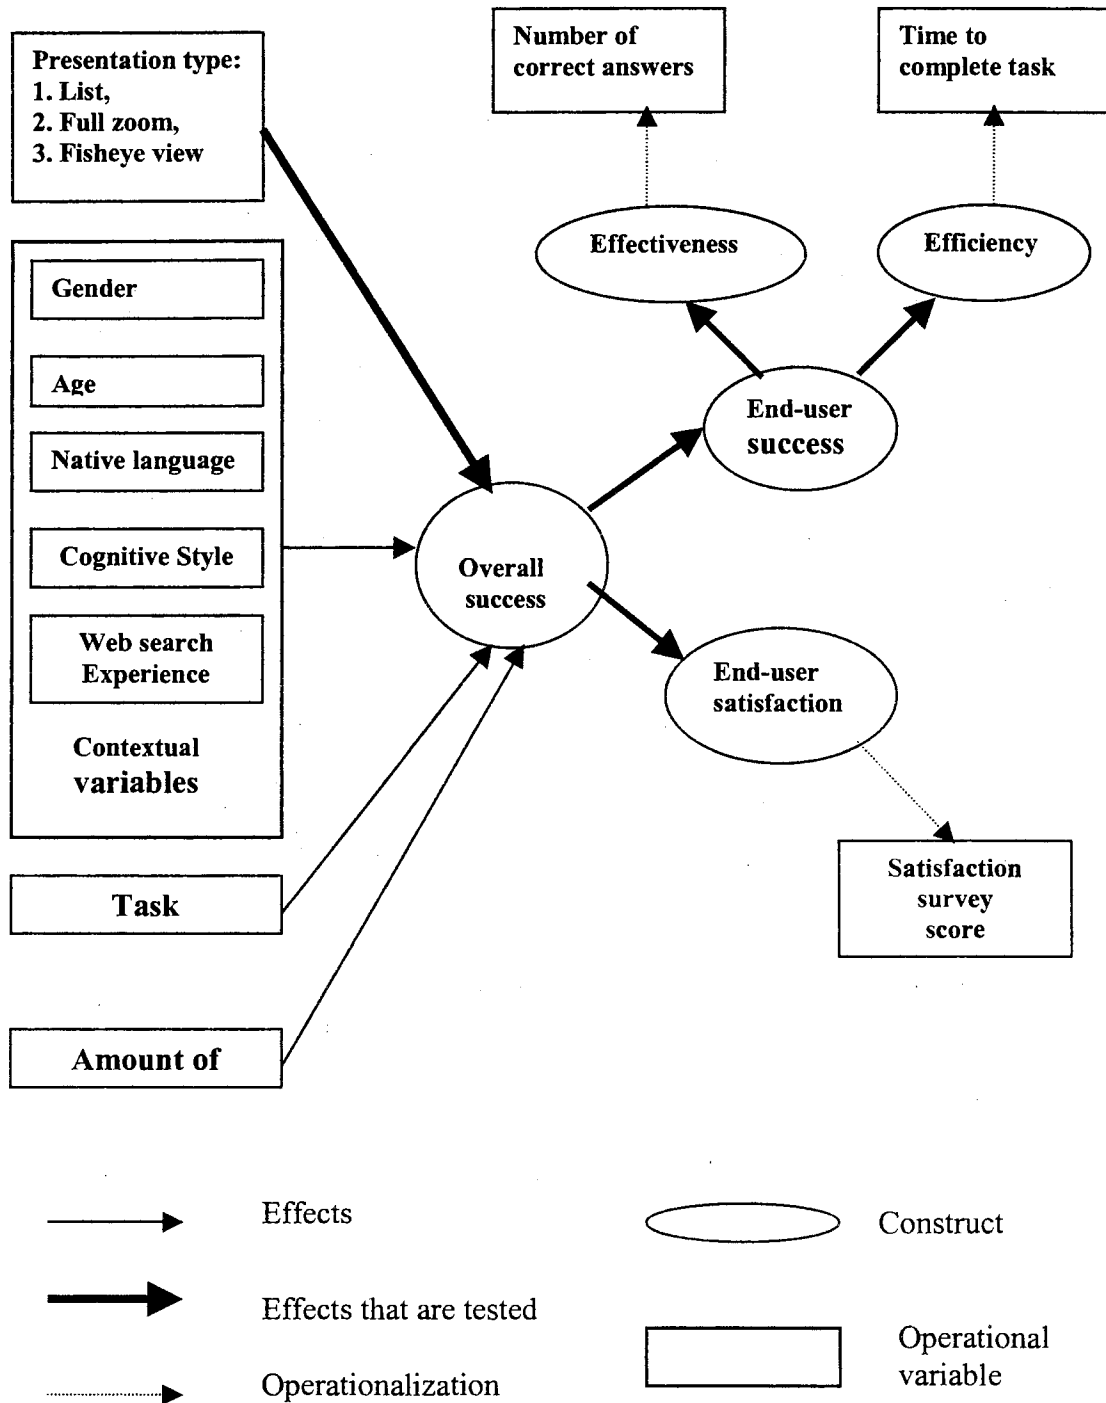 Presentation type:
1. List,
2. Full zoom,
3. Fisheye view
Number of
correct answers
Time to
complete task
Effectiveness
Efficiency
Gender
Age
Native language
Cognitive Style
Web search
Experience
Contextual
variables
End-user
success
Overall
success
End-user
satisfaction
Satisfaction
survey
score
Task
Amount of
Effects
Construct
Effects that are tested
Operational
variable
Operationalization